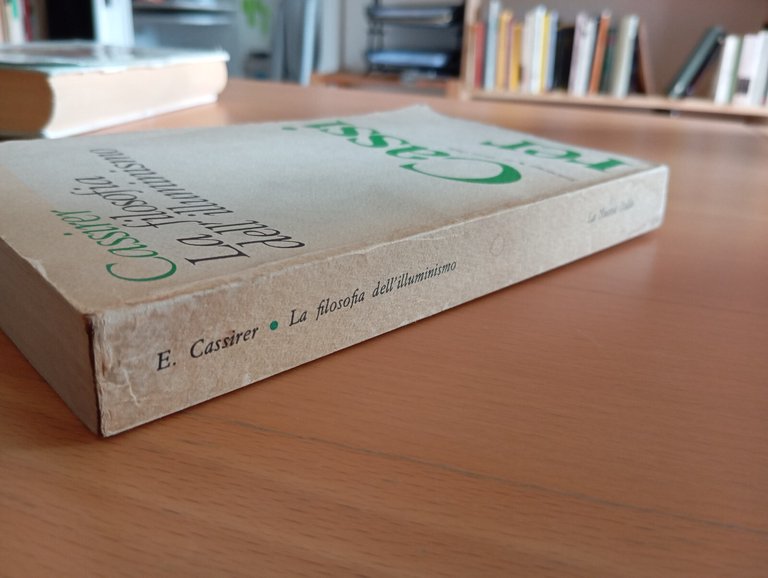 Cassi
rer
Cassirer
La filosofia
dell'illuminismo
E. Cassirer • La filosofia dell'illuminismo
La Nuova Italia